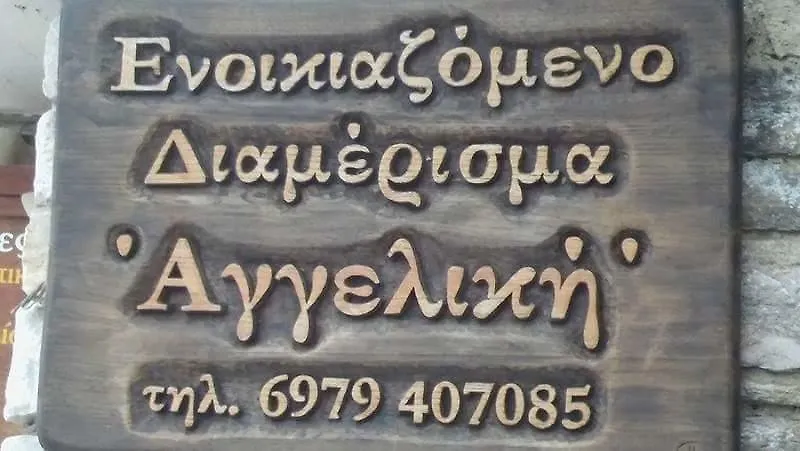 Ενοικιαζόμενο
Διαμέρισμα
'Αγγελική'
τηλ. 6979 407085